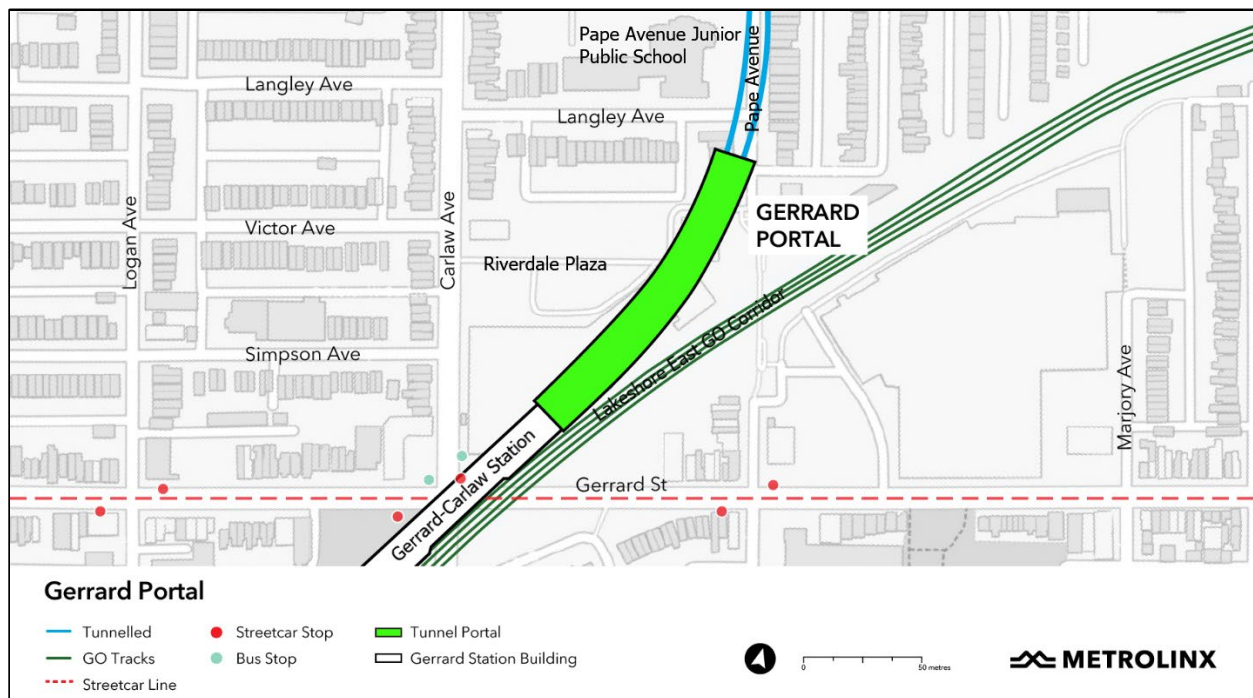 Pape Avenue Junior
Public School
Langley Ave
Pape Avenue
Langley Ave
GERRARD
PORTAL
Logan Ave
Carlaw Ave
Victor Ave
Riverdale Plaza
Lakeshore East GO Corridor
Simpson Ave
Marjory Ave
Gerrard-Carlaw Station
Gerrard St
Gerrard Portal
Tunnelled
Streetcar Stop
Tunnel Portal
GO Tracks
Bus Stop
Gerrard Station Building
Streetcar Line
0
50 metres
METROLINX